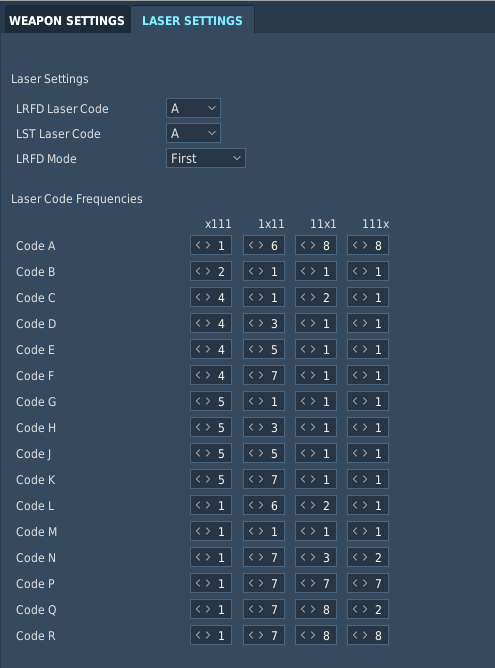 WEAPON SETTINGS LASER SETTINGS
Laser Settings
LRFD Laser Code A
LST Laser Code A
LRFD Mode First
Laser Code Frequencies
x111 1x11 11x1 111x
Code A < > 1 < > 6 < > 8 < > 8
Code B < > 2 < > 1 < > 1 < > 1
Code C < > 4 < > 1 < > 2 < > 1
Code D < > 4 < > 3 < > 1 < > 1
Code E < > 4 < > 5 < > 1 < > 1
Code F < > 4 < > 7 < > 1 < > 1
Code G < > 5 < > 1 < > 1 < > 1
Code H < > 5 < > 3 < > 1 < > 1
Code J < > 5 < > 5 < > 1 < > 1
Code K < > 5 < > 7 < > 1 < > 1
Code L < > 1 < > 6 < > 2 < > 1
Code M < > 1 < > 1 < > 1 < > 1
Code N < > 1 < > 7 < > 3 < > 2
Code P < > 1 < > 7 < > 7 < > 7
Code Q < > 1 < > 7 < > 8 < > 2
Code R < > 1 < > 7 < > 8 < > 8